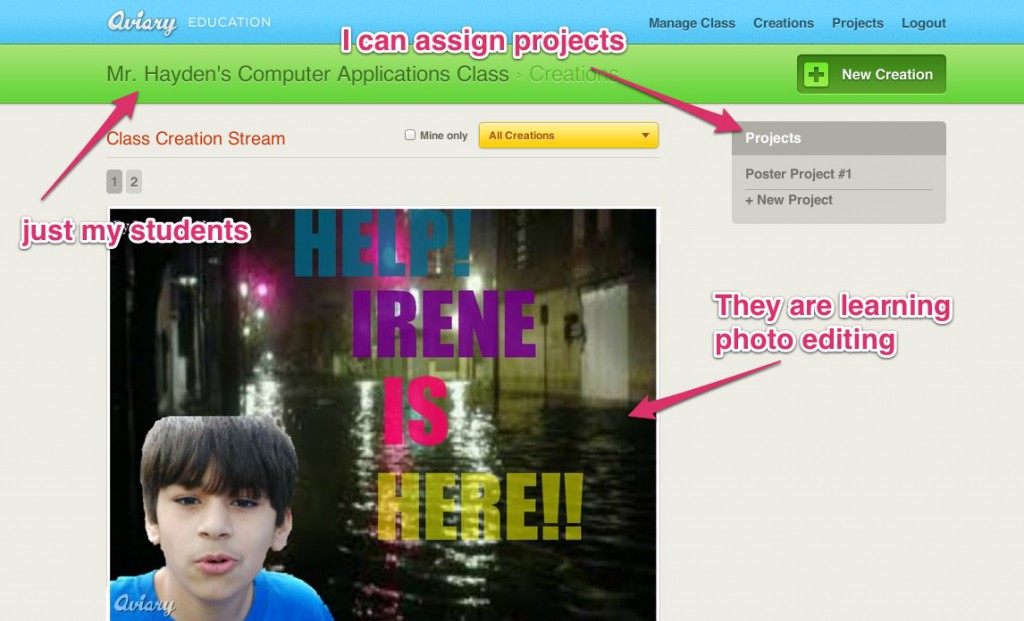 Aviary EDUCATION
Manage Class Creations Projects Logout
I can assign projects
Mr. Hayden's Computer Applications Class › Creations
New Creation
Class Creation Stream
Mine only
All Creations
Projects
1 2
Poster Project #1
+ New Project
just my students
HELP!
IRENE
IS
HERE!!
They are learning
photo editing
Aviary